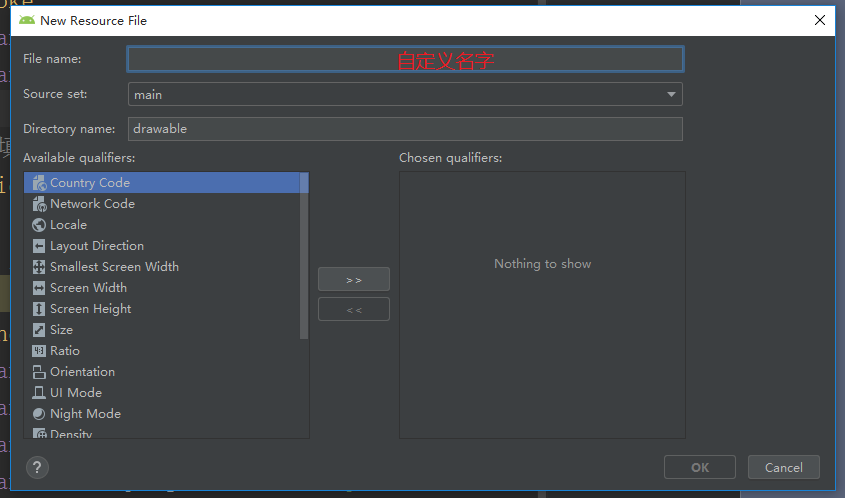 New Resource File
File name:
自定义名字
Source set:
main
Directory name:
drawable
Available qualifiers:
Chosen qualifiers:
Country Code
Network Code
Locale
Layout Direction
Smallest Screen Width
Screen Width
Screen Height
Size
Ratio
Orientation
UI Mode
Night Mode
Density
>>
<<
Nothing to show
?
OK
Cancel